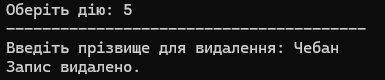 Оберіть дію: 5
----------------------------------------
Введіть прізвище для видалення: Чебан
Запис видалено.